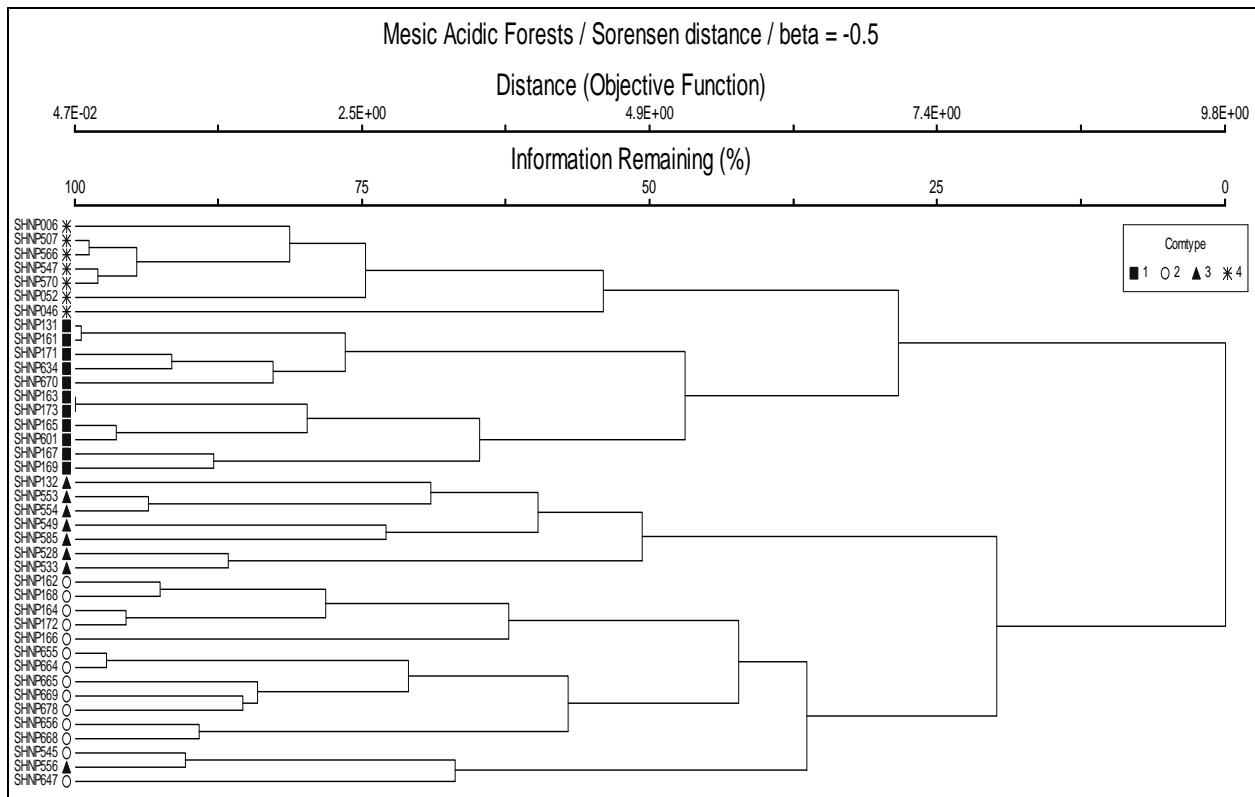 Mesic Acidic Forests / Sorensen distance / beta = -0.5
Distance (Objective Function)
4.7E-02 2.5E+00 4.9E+00 7.4E+00 9.8E+00
Information Remaining (%)
100 75 50 25 0
SHNP006
SHNP507
SHNP566
SHNP547
SHNP570
SHNP052
SHNP046
SHNP131
SHNP161
SHNP171
SHNP634
SHNP670
SHNP163
SHNP173
SHNP165
SHNP601
SHNP167
SHNP169
SHNP132
SHNP553
SHNP554
SHNP549
SHNP585
SHNP528
SHNP533
SHNP162
SHNP168
SHNP164
SHNP172
SHNP166
SHNP655
SHNP664
SHNP665
SHNP669
SHNP678
SHNP656
SHNP668
SHNP545
SHNP556
SHNP647
Comtype
1 2 3 4